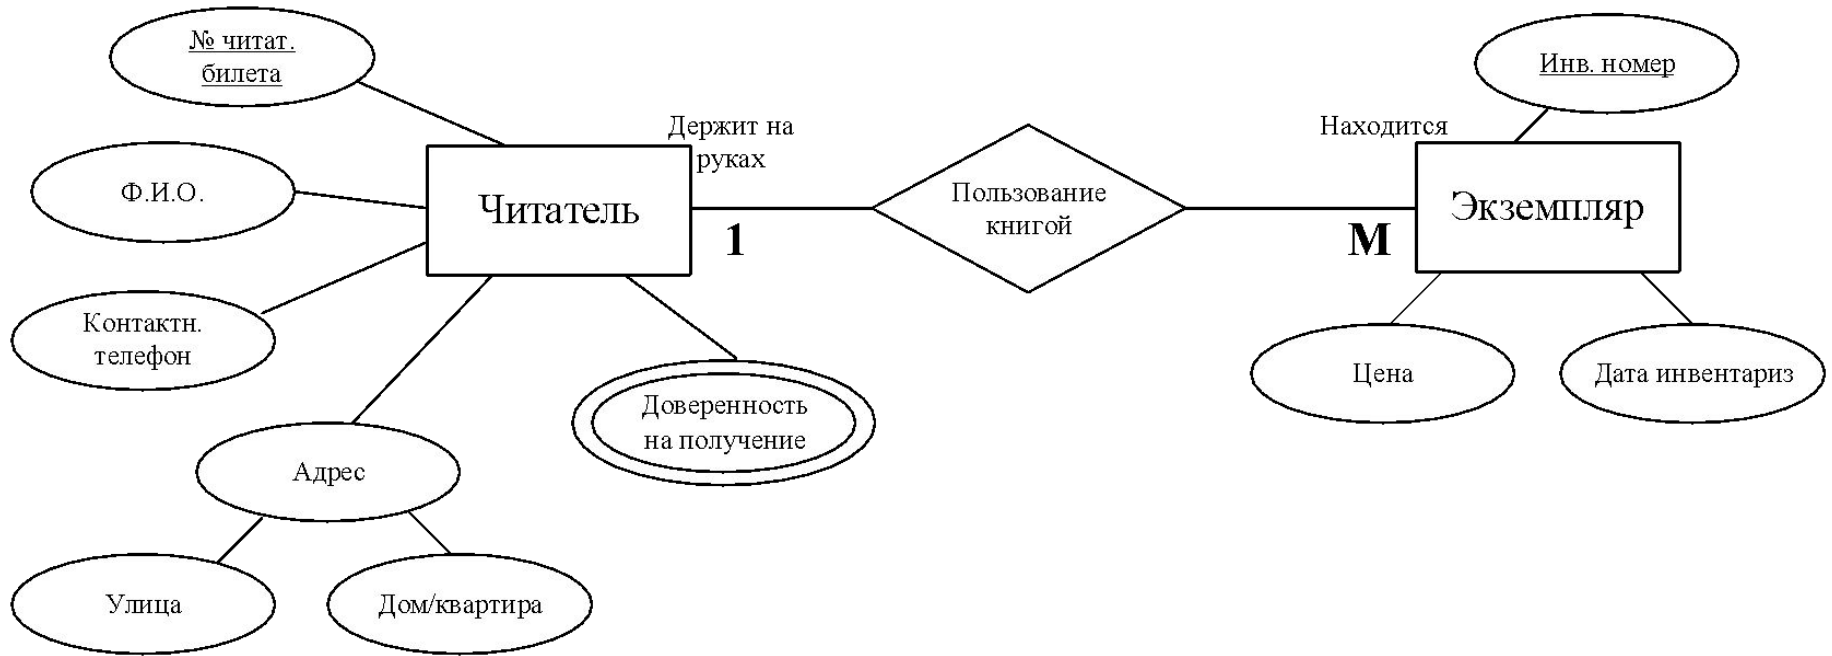 № читат.
билета
Инв. номер
Держит на
руках
Находится
Ф.И.О.
Читатель
Пользование
книгой
Экземпляр
1
М
Контактн.
телефон
Доверенность
на получение
Цена
Дата инвентариз
Адрес
Улица
Дом/квартира